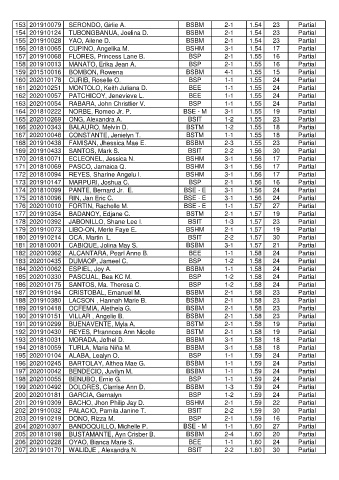 153 201910079 SERONDO, Girlie A. BSBM 2-1 1.54 23 Partial
154 201910124 TUBONGBANUA, Joelina D. BSBM 2-1 1.55 24 Partial
155 201910028 YAO, Ailene D. BSBM 2-1 1.55 24 Partial
156 201810065 CUPINO, Angelika M. BSHM 3-1 1.54 17 Partial
157 201910068 FLORES, Princess Lane B. BSP 2-1 1.55 16 Partial
158 201910013 MANATO, Erika Jean A. BSP 2-1 1.55 16 Partial
159 201510016 BOMBON, Rowena BSBM 4-1 1.55 15 Partial
160 202010178 CURIB, Roselle O. BSP 1-1 1.55 24 Partial
161 202010251 MONTOLO, Keith Juliana D. BEE 1-1 1.55 24 Partial
162 202010057 PATCHICOY, Jenevieve L. BEE 1-1 1.55 24 Partial
163 202010054 RABARA, John Christlier V. BSP 1-1 1.55 24 Partial
164 201810222 NORBE, Romeo Jr. P. BSE - M 3-1 1.55 19 Partial
165 202010269 ONG, Alexandra A. BSIT 1-2 1.55 23 Partial
166 202010343 BALAURO, Melvin D. BSTM 1-2 1.55 18 Partial
167 202010046 CONSTANTE, Jenielyn T. BSTM 1-1 1.55 18 Partial
168 201910438 FAMISAN, Jhessica Mae E. BSBM 2-3 1.55 23 Partial
169 201910433 SANTOS, Mark S. BSIT 2-2 1.56 30 Partial
170 201810071 ECLEONEL, Jessica N. BSHM 3-1 1.56 17 Partial
171 201810069 PASCO, Jamaica Q. BSHM 3-1 1.56 17 Partial
172 201810094 REYES, Sharine Angelu I. BSHM 3-1 1.56 17 Partial
173 201910147 MARPURI, Joshua C. BSP 2-1 1.56 16 Partial
174 201810099 PANTE, Bernard Jr. E. BSE - E 3-1 1.56 24 Partial
175 201810096 RIN, Jan Eric C. BSE - E 3-1 1.56 24 Partial
176 202010010 FORTIN, Rachelle M. BSE - E 1-1 1.57 27 Partial
177 201910354 BADANOY, Edjane C. BSTM 2-1 1.57 19 Partial
178 202010392 JABONILLO, Shane Lee I. BSIT 1-3 1.57 23 Partial
179 201910073 LIBO-ON, Merle Faye E. BSHM 2-1 1.57 19 Partial
180 201910214 OCA, Martin L. BSIT 2-2 1.57 30 Partial
181 201810001 CABIQUE, Jolina May S. BSBM 3-1 1.57 21 Partial
182 202010362 ALCANTARA, Pearl Anne B. BEE 1-1 1.58 24 Partial
183 202010435 DUMAOP, Jameel C. BSP 1-2 1.58 24 Partial
184 202010062 ESPIEL, Joy A. BSBM 1-1 1.58 24 Partial
185 202010330 PASCUAL, Bea KC M. BSP 1-2 1.58 24 Partial
186 202010175 SANTOS, Ma. Theresa C. BSP 1-2 1.58 24 Partial
187 201910194 CRISTOBAL, Emanuel M. BSBM 2-1 1.58 23 Partial
188 201910380 LACSON , Hannah Marie B. BSBM 2-1 1.58 23 Partial
189 201910418 OCFEMIA, Aletheia G. BSBM 2-1 1.58 23 Partial
190 201910151 VILLAR , Angelie B. BSBM 2-1 1.58 23 Partial
191 201910299 BUENAVENTE, Myla A. BSTM 2-1 1.58 19 Partial
192 201910430 REYES, Pfrannces Ann Nicolle BSTM 2-1 1.58 19 Partial
193 201810031 MORADA, Jolhel D. BSHM 3-1 1.58 18 Partial
194 201810059 TURLA, Maria Niña M. BSHM 3-1 1.58 18 Partial
195 202010104 ALABA, Lealyn O. BSP 1-1 1.59 24 Partial
196 202010245 BARTOLAY, Althea Mae G. BSBM 1-1 1.59 24 Partial
197 202010042 BENDECIO, Juvilyn M. BSBM 1-1 1.59 24 Partial
198 202010055 BENUBO, Ernie G. BSP 1-1 1.59 24 Partial
199 202010492 DOLORES, Clarrise Ann D. BSBM 1-3 1.59 24 Partial
200 202010181 GARCIA, Gernalyn BSP 1-2 1.59 24 Partial
201 201910309 BACHO, Jhon Philip Jay D. BSHM 2-1 1.59 22 Partial
202 201910032 PALACIO, Pamila Janine T. BSIT 2-2 1.59 30 Partial
203 201910219 DONO, Rizza M. BSP 2-1 1.59 16 Partial
204 202010307 BANDOQUILLO, Michelle P. BSE - M 1-1 1.60 27 Partial
205 201810198 BUSTAMANTE, Ayn Crisber B. BSBM 2-4 1.60 20 Partial
206 202010228 OYAO, Bianca Marie S. BEE 1-1 1.60 24 Partial
207 201910170 WALIDJE , Alexandra N. BSIT 2-2 1.60 30 Partial